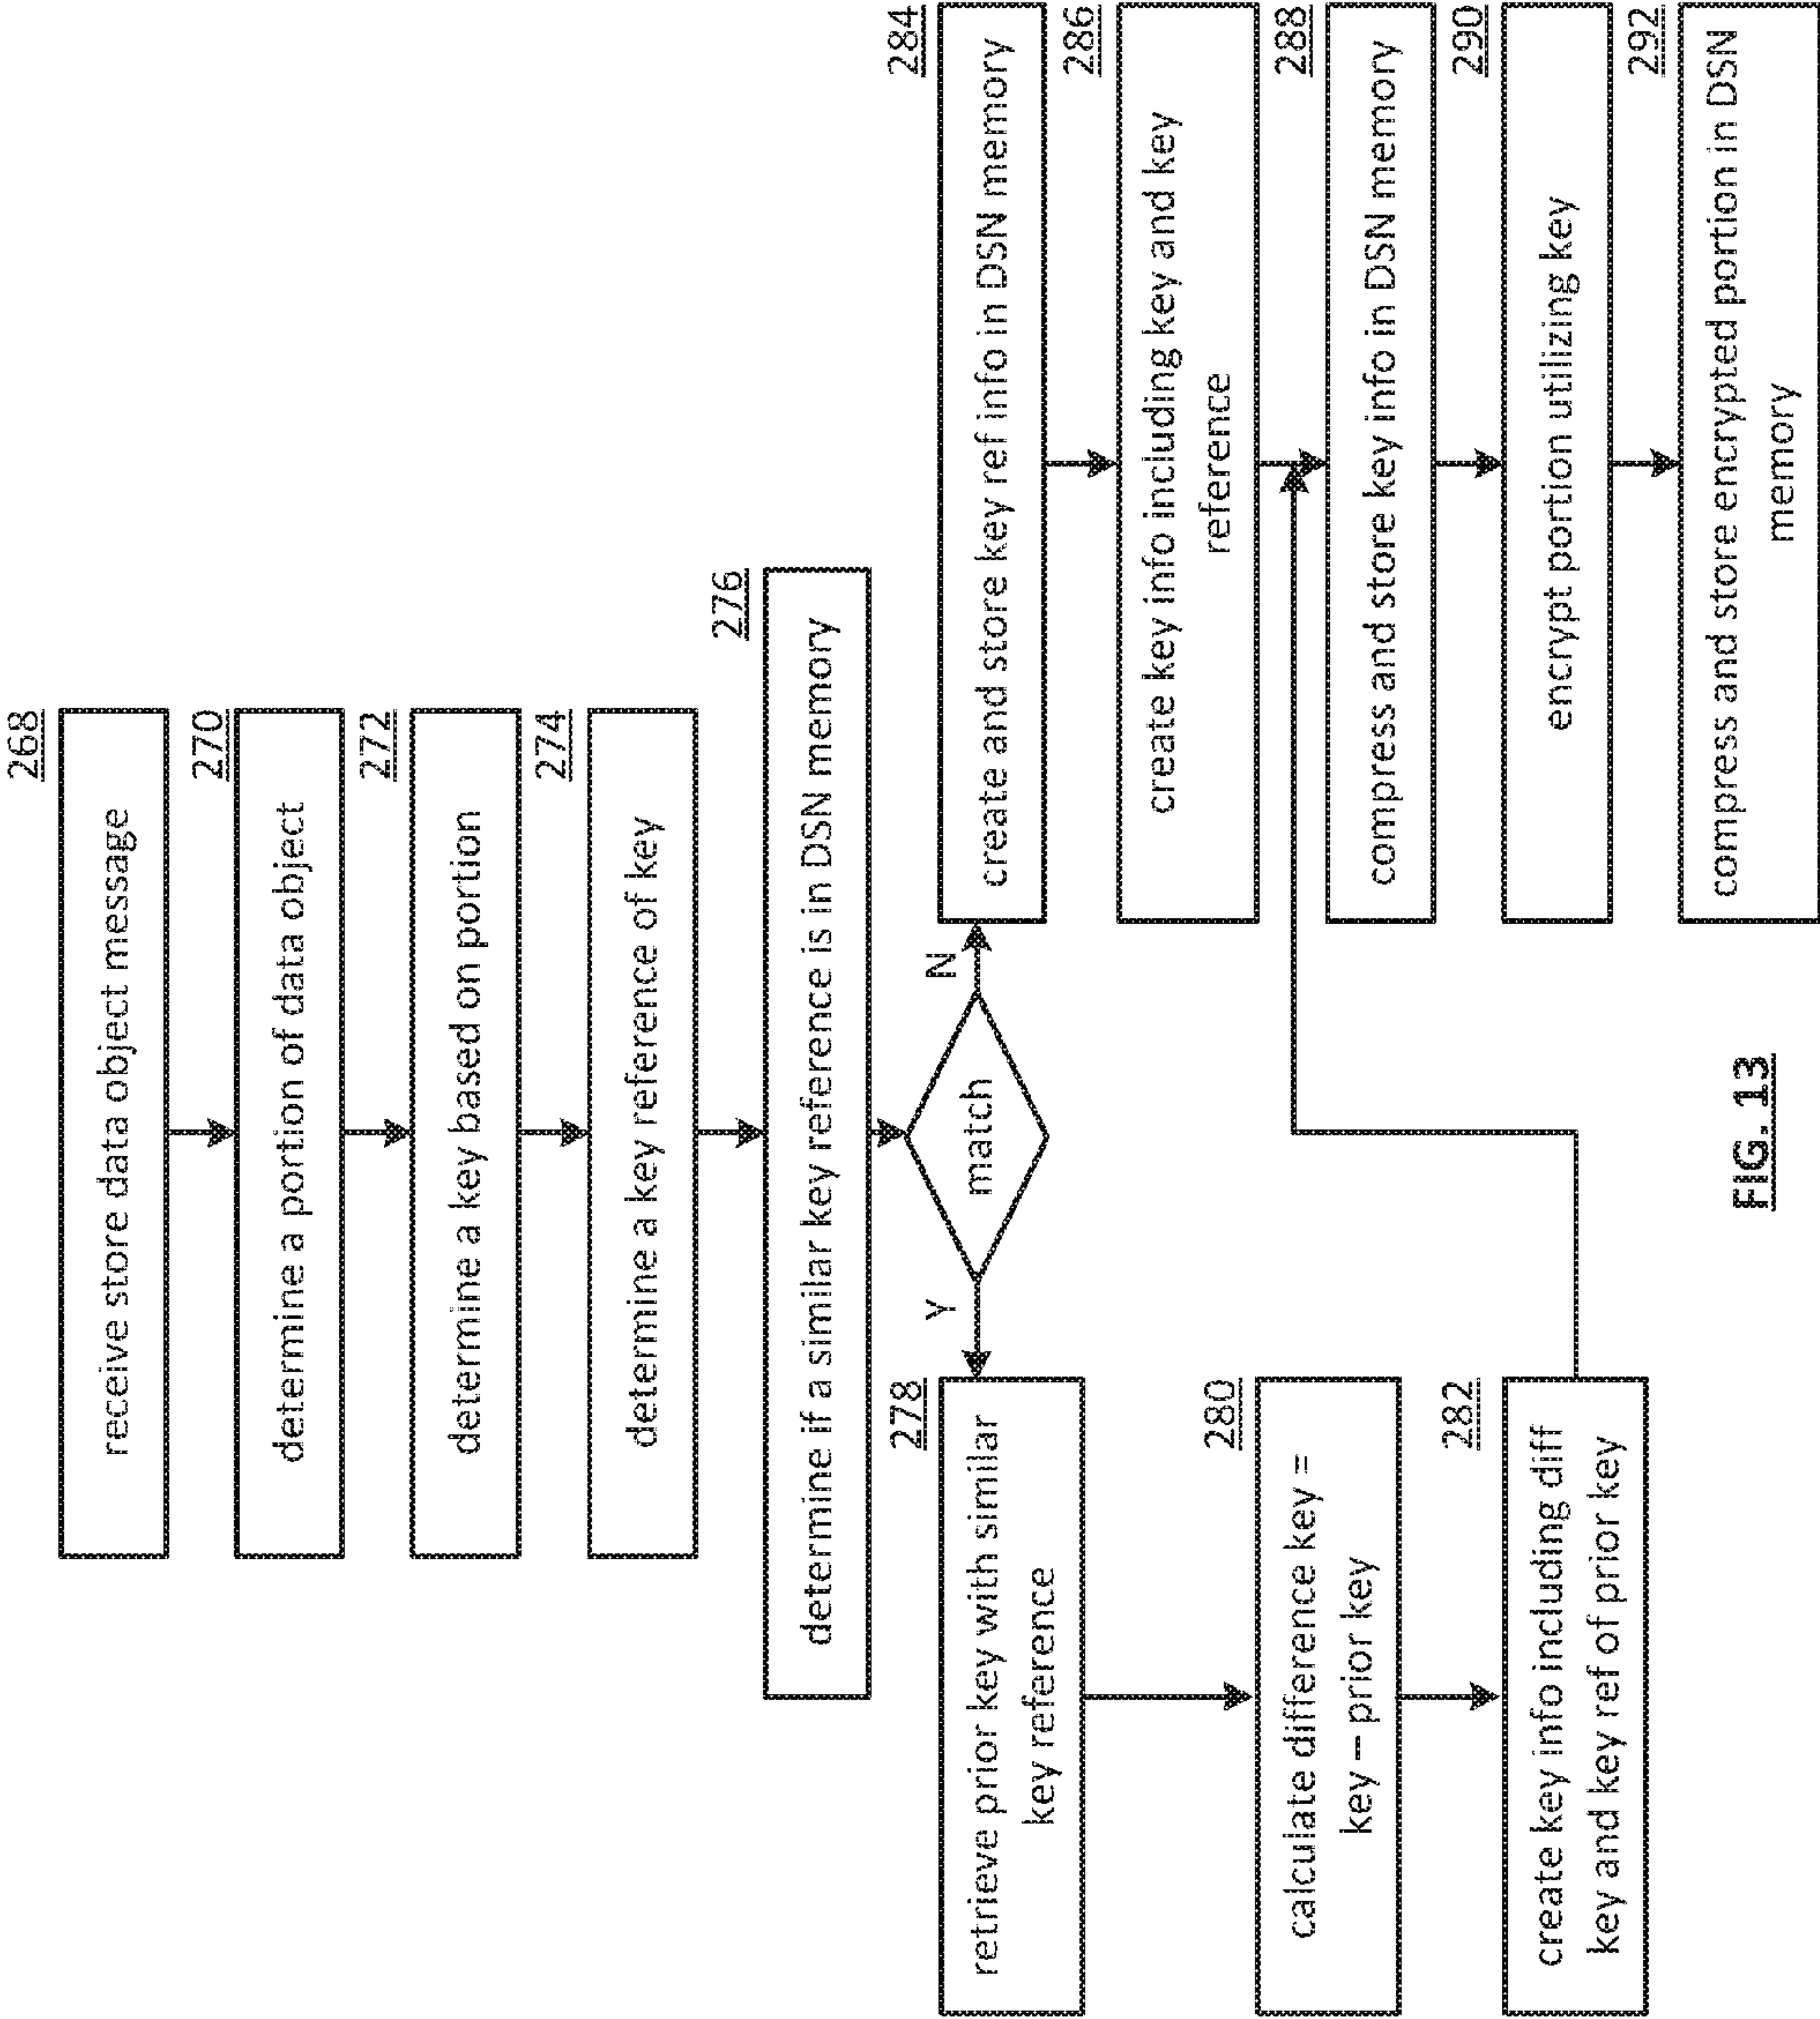 268
receive store data object message
270
determine a portion of data object
272
determine a key based on portion
274
determine a key reference of key
276
determine if a similar key reference is in DSN memory
match
Y
N
278
retrieve prior key with similar
key reference
280
calculate difference key =
key – prior key
282
create key info including diff
key and key ref of prior key
284
create and store key ref info in DSN memory
286
create key info including key and key
reference
288
compress and store key info in DSN memory
290
encrypt portion utilizing key
292
compress and store encrypted portion in DSN
memory
FIG. 13